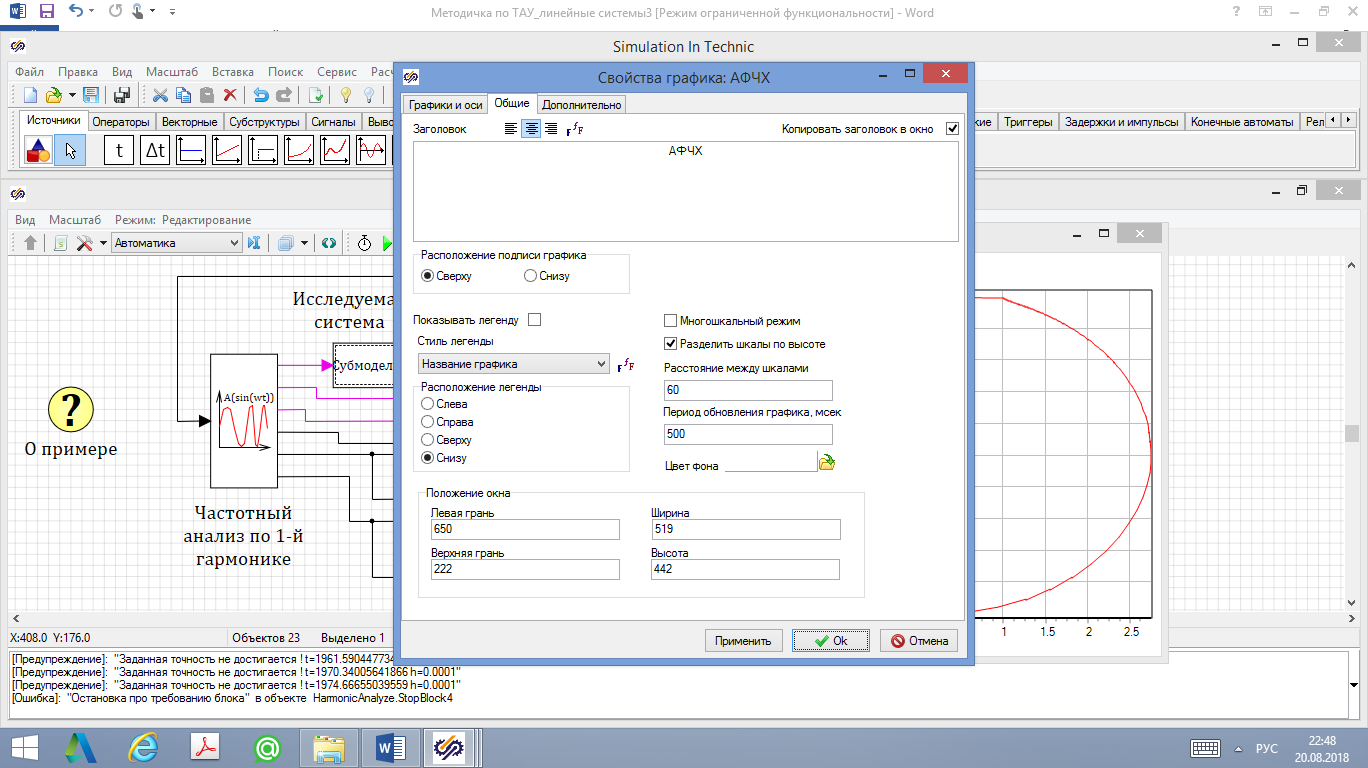 Методичка по ТАУ_линейные системы3 [Режим ограниченной функциональности] - Word
Simulation In Technic
Файл Правка Вид Масштаб Вставка Поиск Сервис
Источники Операторы Векторные Субструктуры Сигналы
Триггеры Задержки и импульсы Конечные автоматы
t Δt
Вид Масштаб Режим: Редактирование
Автоматика
Исследуема
система
Субмодел
A(sin(wt))
?
О примере
Частотный
анализ по 1-й
гармонике
X:408.0 Y:176.0 Объектов 23 Выделено 1
Свойства графика: АФЧХ
Графики и оси Общие Дополнительно
Заголовок
Копировать заголовок в окно
АФЧХ
Расположение подписи графика
Сверху Снизу
Показывать легенду
Стиль легенды
Название графика
Расположение легенды
Слева
Справа
Сверху
Снизу
Многошкальный режим
Разделить шкалы по высоте
Расстояние между шкалами
60
Период обновления графика, мсек
500
Цвет фона
Положение окна
Левая грань Ширина
650 519
Верхняя грань Высота
222 442
Применить Ok Отмена
1 1.5 2 2.5
[Предупреждение]: "Заданная точность не достигается ! t=1961.590447734
[Предупреждение]: "Заданная точность не достигается ! t=1970.34005641866 h=0.0001"
[Предупреждение]: "Заданная точность не достигается ! t=1974.66655039559 h=0.0001"
[Ошибка]: "Остановка про требованию блока" в объекте HarmonicAnalyze.StopBlock4
РУС
22:48
20.08.2018